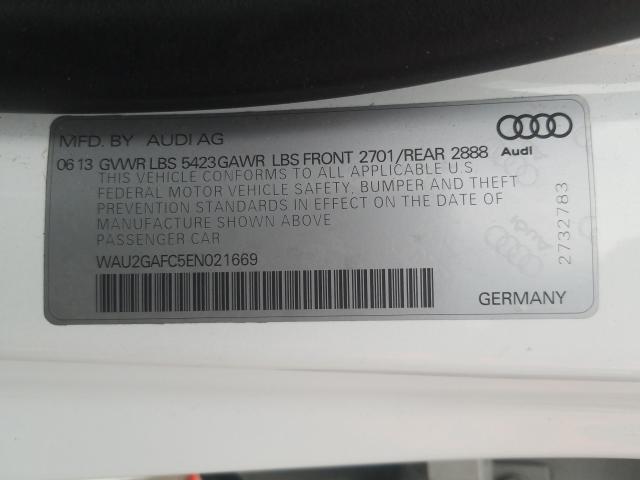 MFD. BY AUDI AG
06 13 GVWR LBS 5423 GAWR LBS FRONT 2701/REAR 2888
Audi
THIS VEHICLE CONFORMS TO ALL APPLICABLE U.S
FEDERAL MOTOR VEHICLE SAFETY, BUMPER AND THEFT
PREVENTION STANDARDS IN EFFECT ON THE DATE OF
MANUFACTURE SHOWN ABOVE
PASSENGER CAR
WAU2GAFC5EN021669
GERMANY
2732783
Audi